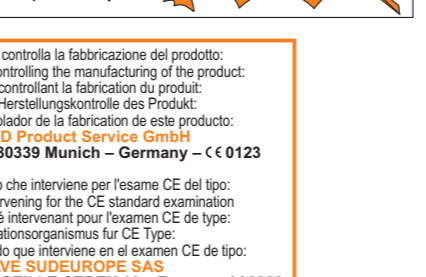 controlla la fabbricazione del prodotto:
ontrolling the manufacturing of the product:
controllant la fabrication du produit:
Herstellungskontrolle des Produkt:
olador de la fabrication de este producto:
D Product Service GmbH
80339 Munich – Germany – CE 0123
o che interviene per l'esame CE del tipo:
ervening for the CE standard examination
é intervenant pour l'examen CE de type:
ationsorganismus fur CE Type:
do que interviene en el examen CE de tipo:
VE SUDEUROPE SAS